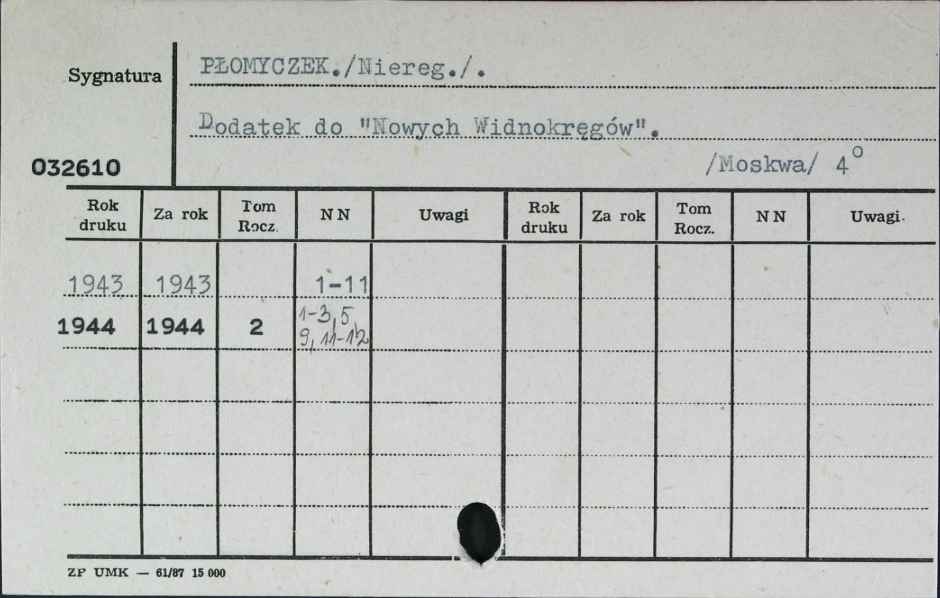 Sygnatura
PŁOMYCZEK./Niereg./.
Dodatek do "Nowych Widnokręgów".
032610
/Moskwa/ 4°
Rok druku Za rok Tom Rocz. NN Uwagi Rok druku Za rok Tom Rocz. NN Uwagi
1943 1943 1-11
1944 1944 2 1-3, 5, 9, 11-12
ZP UMK — 61/87 15 000